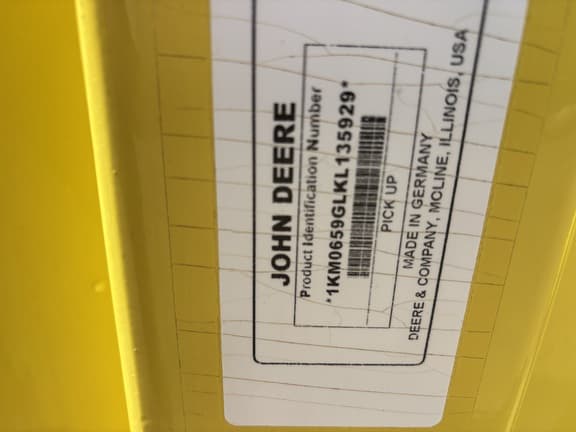 JOHN DEERE
Product Identification Number
*1KM0659GLKL135929*
PICK UP
MADE IN GERMANY
DEERE & COMPANY, MOLINE, ILLINOIS, USA